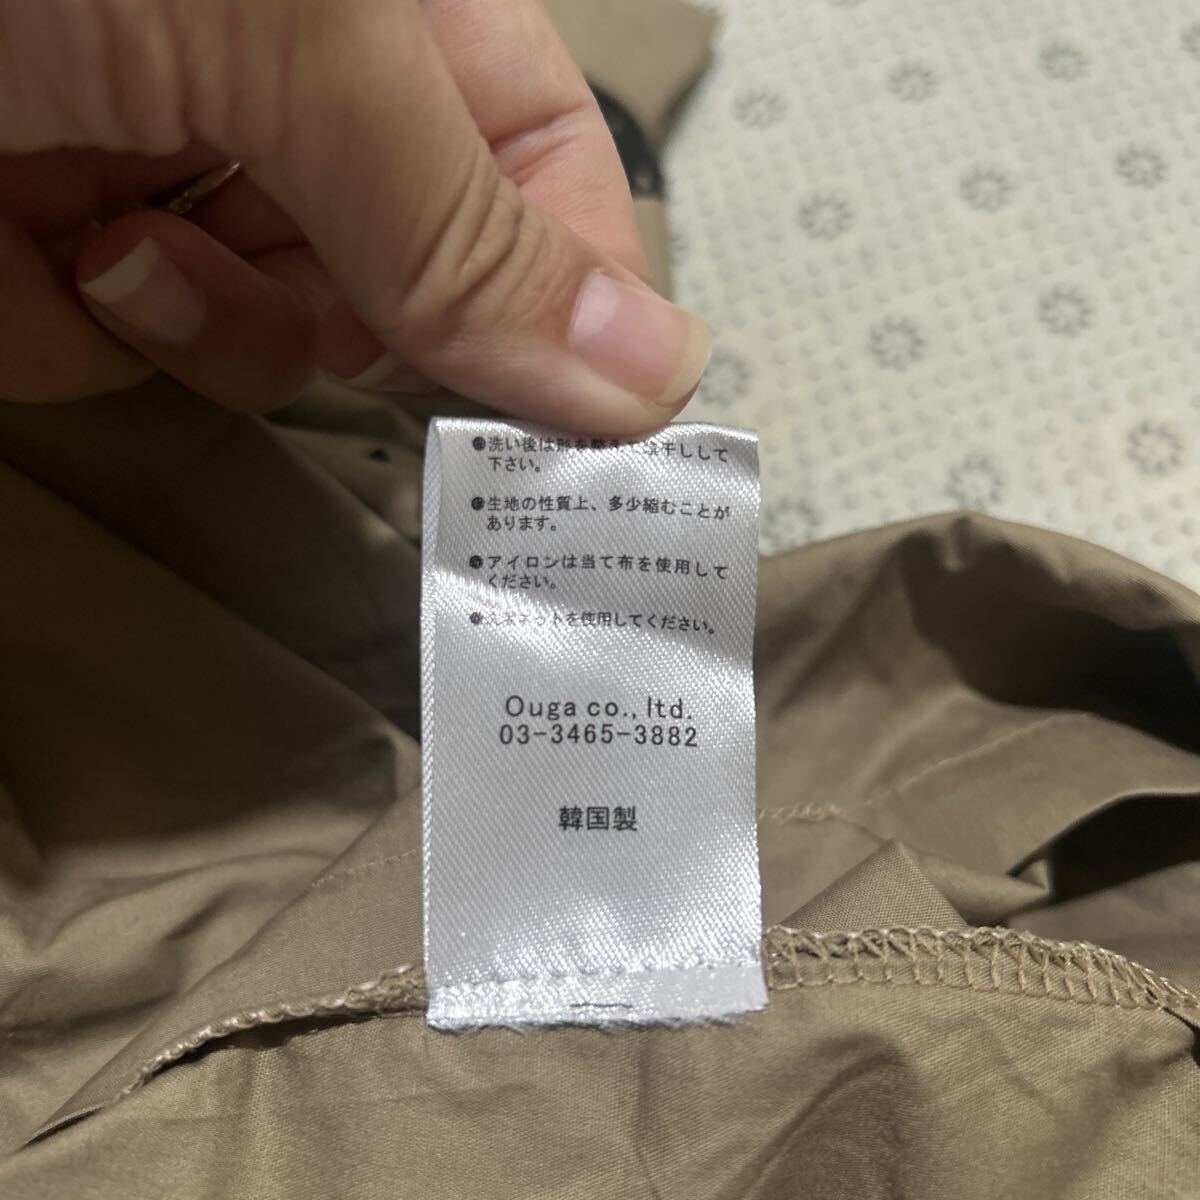 ●洗い後は形を整えて陰干しして
下さい。
●生地の性質上、多少縮むことが
あります。
●アイロンは当て布を使用して
ください。
●洗濯ネットを使用してください。
Ouga co., ltd.
03-3465-3882
韓国製